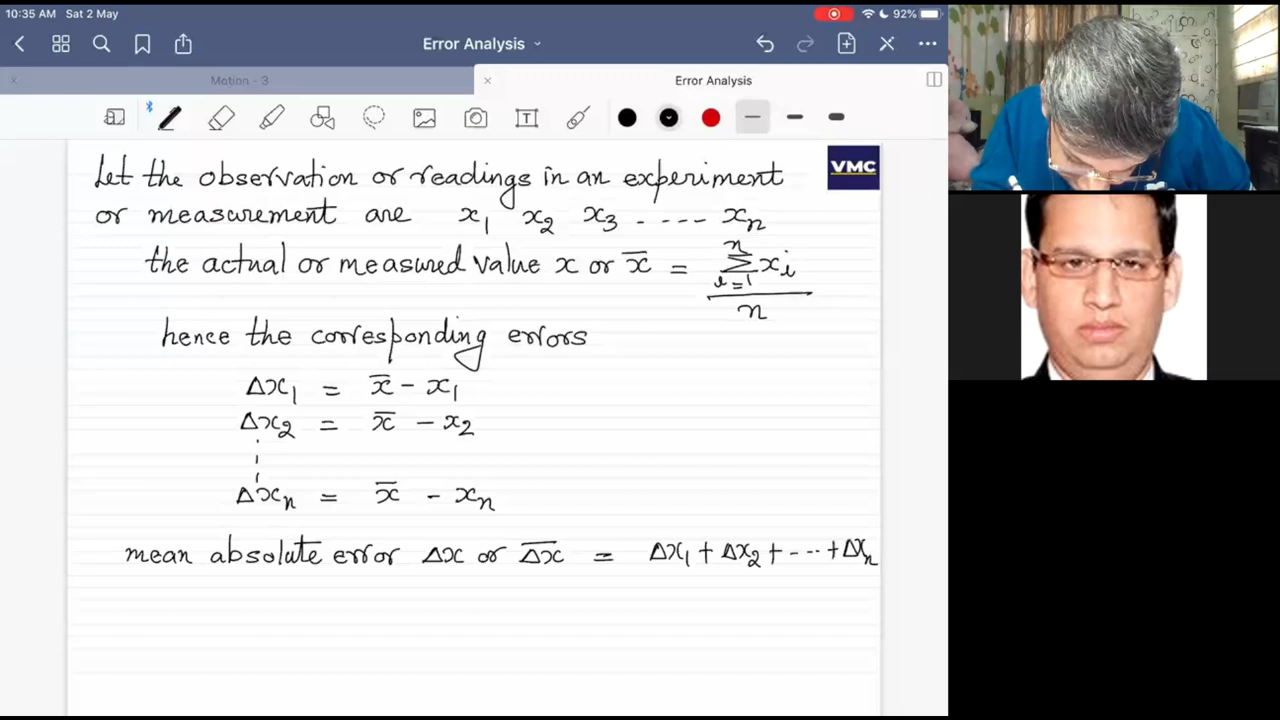 10:35 AM Sat 2 May
92%
Error Analysis
Motion - 3
Error Analysis
T
VMC
Let the observation or readings in an experiment
or measurement are x₁ x₂ x₃ ----- xₙ
the actual or measured value x or x̅ = ∑ᵢ₌₁ⁿ xᵢ / n
hence the corresponding errors
Δx₁ = x̅ - x₁
Δx₂ = x̅ - x₂
Δxₙ = x̅ - xₙ
mean absolute error Δx or Δ̅x̅ = Δx₁ + Δx₂ + ---- + Δxₙ